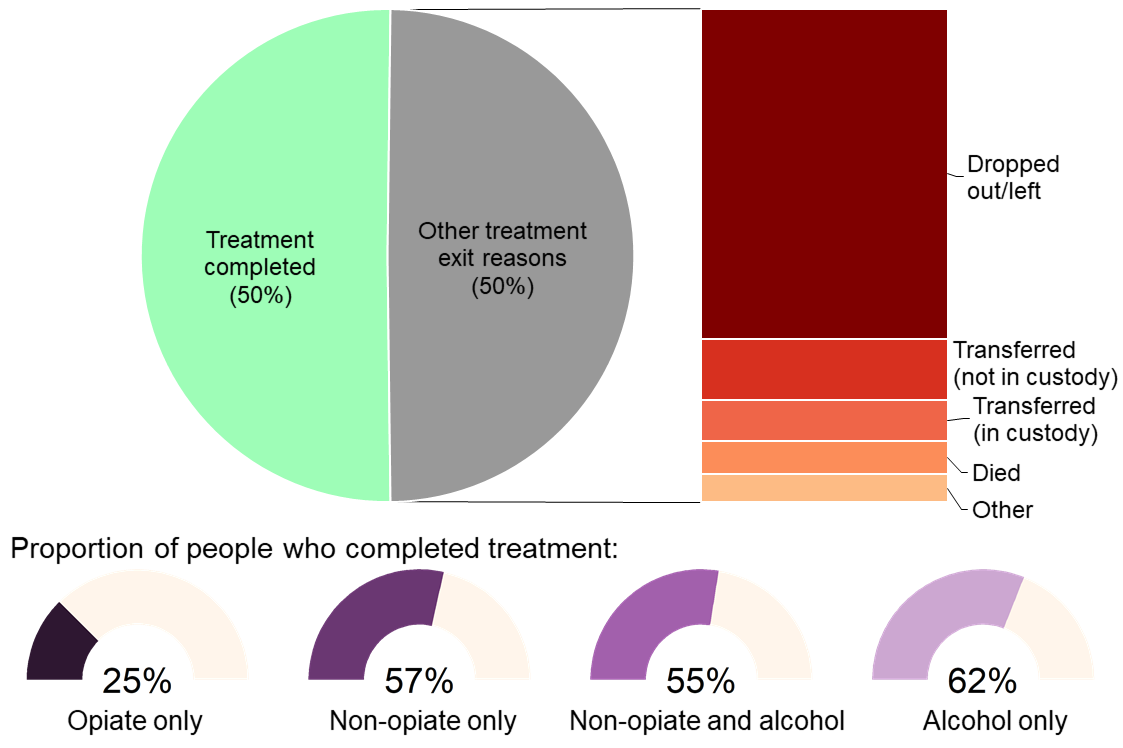 Treatment
completed
(50%)
Other treatment
exit reasons
(50%)
Dropped
out/left
Transferred
(not in custody)
Transferred
(in custody)
Died
Other
Proportion of people who completed treatment:
25%
57%
55%
62%
Opiate only
Non-opiate only
Non-opiate and alcohol
Alcohol only